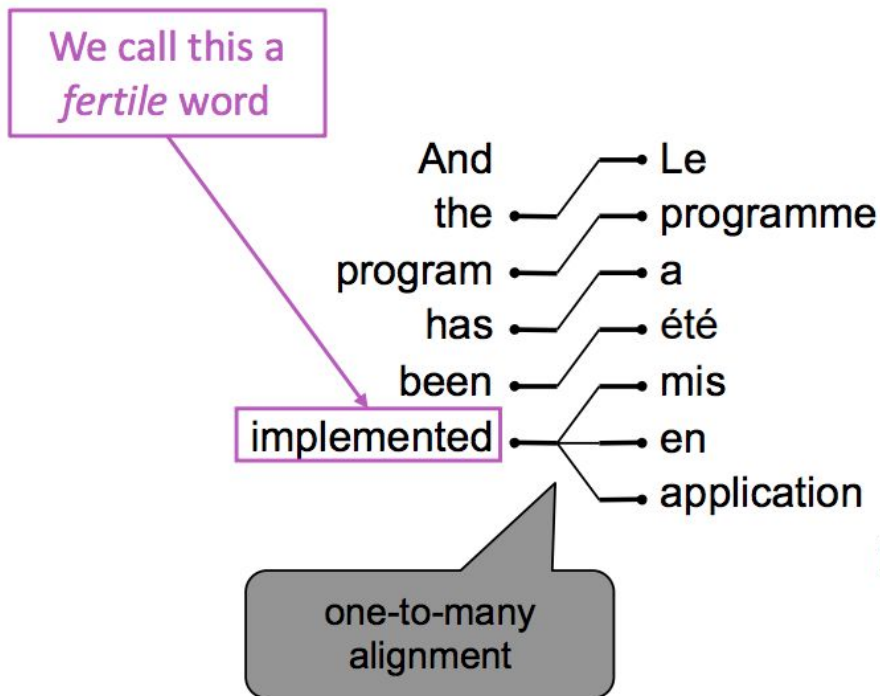 We call this a
fertile word
And
Le
the
programme
program
a
has
été
been
mis
implemented
en
application
one-to-many
alignment